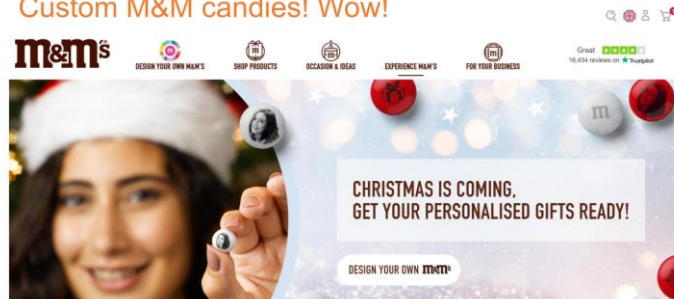 Custom M&M candies! Wow!
m&m's
DESIGN YOUR OWN M&M'S
SHOP PRODUCTS
OCCASION & IDEAS
EXPERIENCE M&M'S
FOR YOUR BUSINESS
Great
16,434 reviews on Trustpilot
m
CHRISTMAS IS COMING,
GET YOUR PERSONALISED GIFTS READY!
DESIGN YOUR OWN m&m's